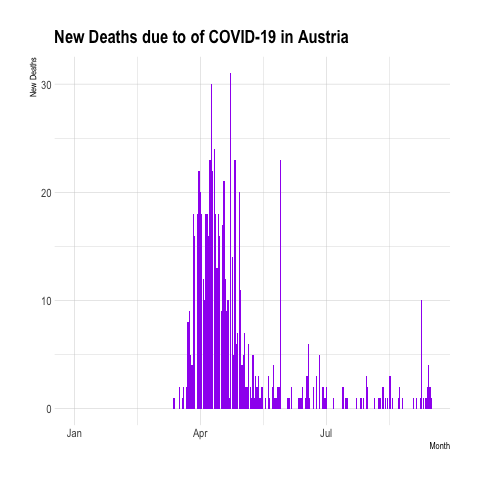 New Deaths due to of COVID-19 in Austria
New Deaths
30
20
10
0
Jan Apr Jul
Month